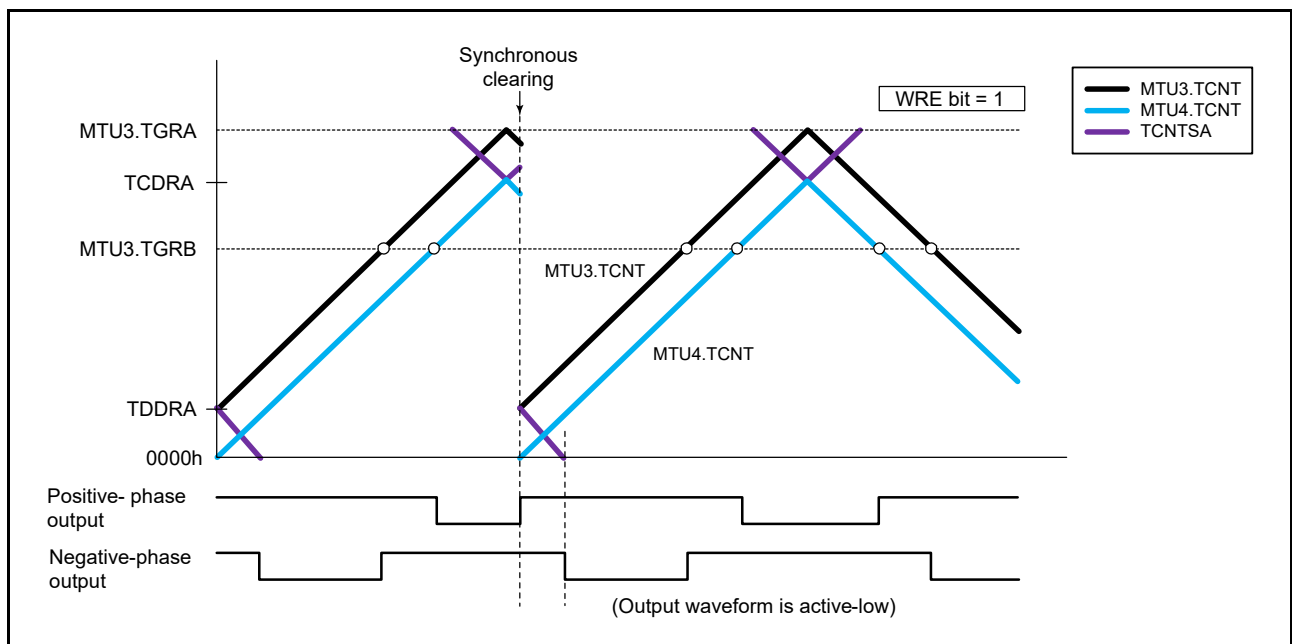 Synchronous
clearing
WRE bit = 1
MTU3.TCNT
MTU4.TCNT
TCNTSA
MTU3.TGRA
TCDRA
MTU3.TGRB
MTU3.TCNT
MTU4.TCNT
TDDRA
0000h
Positive- phase
output
Negative-phase
output
(Output waveform is active-low)